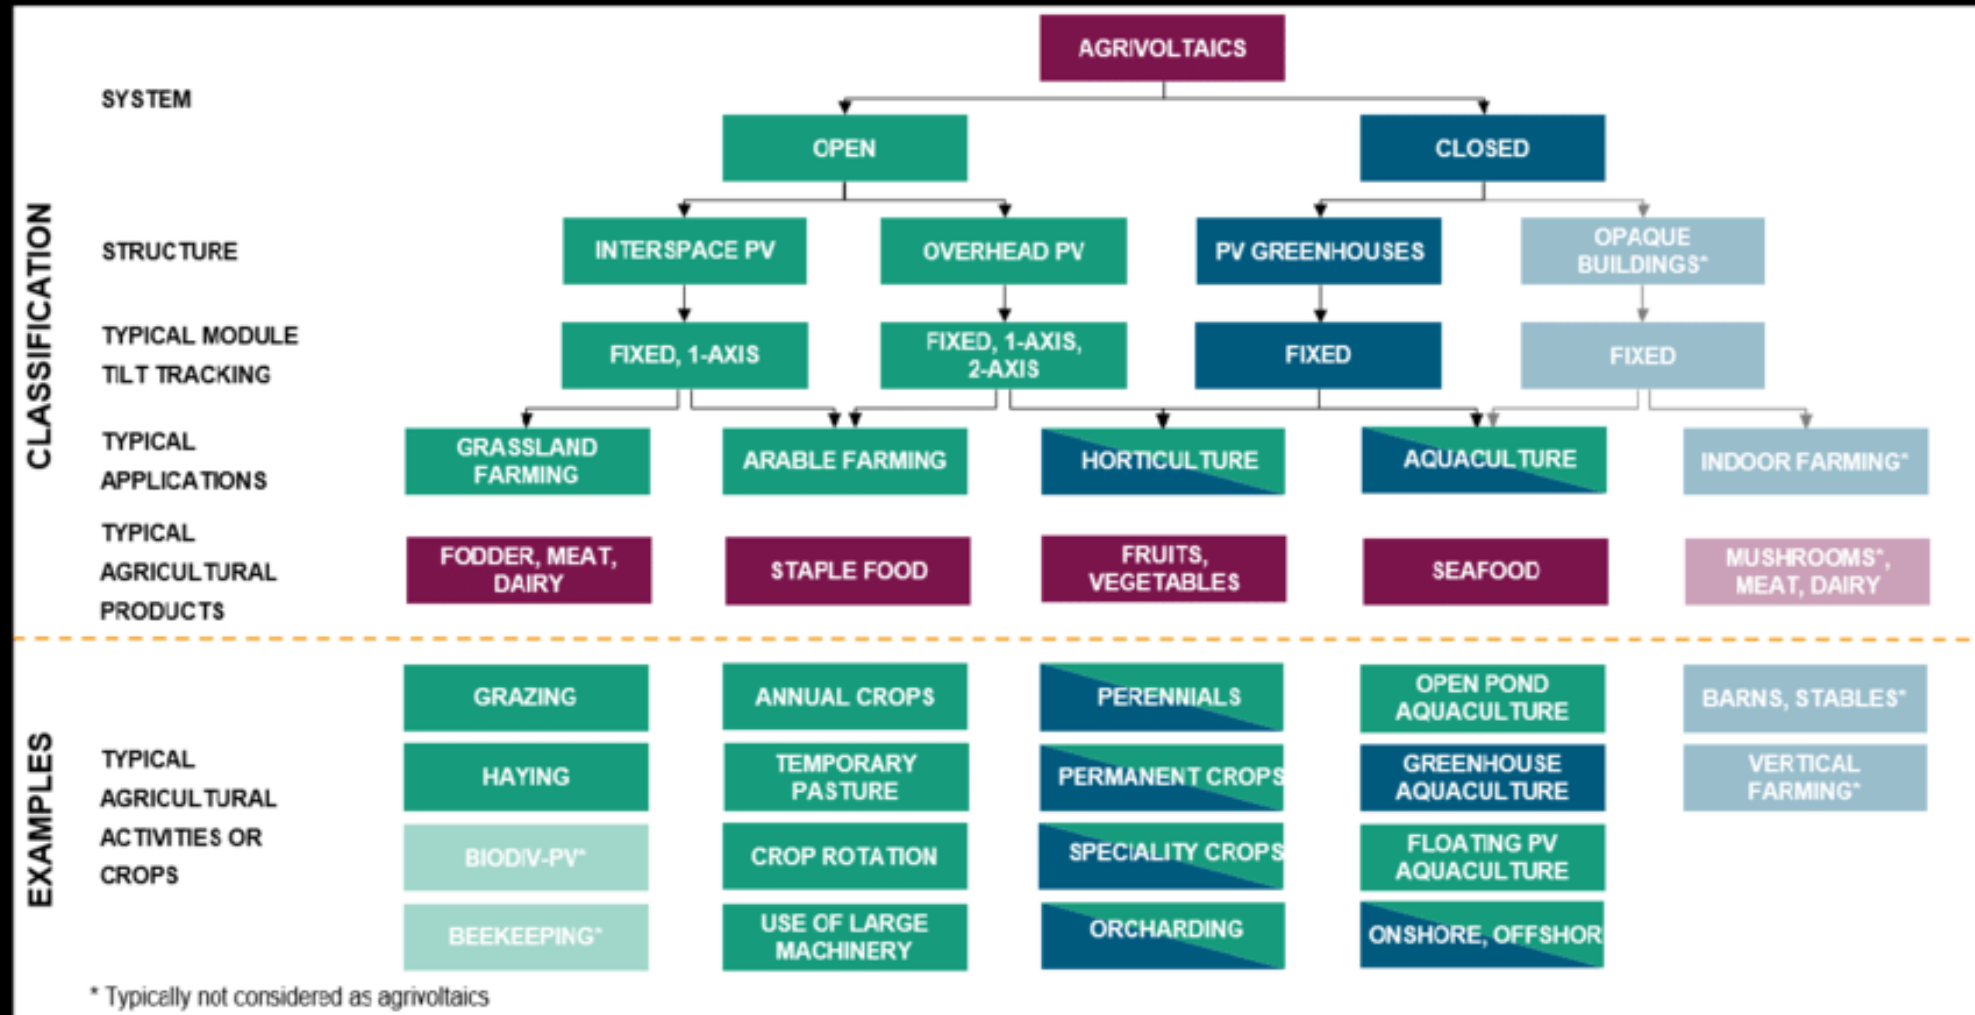 AGRIVOLTAICS
SYSTEM
OPEN
CLOSED
CLASSIFICATION
STRUCTURE
INTERSPACE PV
OVERHEAD PV
PV GREENHOUSES
OPAQUE
BUILDINGS*
TYPICAL MODULE
TILT TRACKING
FIXED, 1-AXIS
FIXED, 1-AXIS,
2-AXIS
FIXED
FIXED
TYPICAL
APPLICATIONS
GRASSLAND
FARMING
ARABLE FARMING
HORTICULTURE
AQUACULTURE
INDOOR FARMING*
TYPICAL
AGRICULTURAL
PRODUCTS
FODDER, MEAT,
DAIRY
STAPLE FOOD
FRUITS,
VEGETABLES
SEAFOOD
MUSHROOMS*,
MEAT, DAIRY
EXAMPLES
TYPICAL
AGRICULTURAL
ACTIVITIES OR
CROPS
GRAZING
ANNUAL CROPS
PERENNIALS
OPEN POND
AQUACULTURE
BARNS, STABLES*
HAYING
TEMPORARY
PASTURE
PERMANENT CROPS
GREENHOUSE
AQUACULTURE
VERTICAL
FARMING*
BIODIV-PV*
CROP ROTATION
SPECIALITY CROPS
FLOATING PV
AQUACULTURE
BEEKEEPING*
USE OF LARGE
MACHINERY
ORCHARDING
ONSHORE, OFFSHOR
* Typically not considered as agrivoltaics